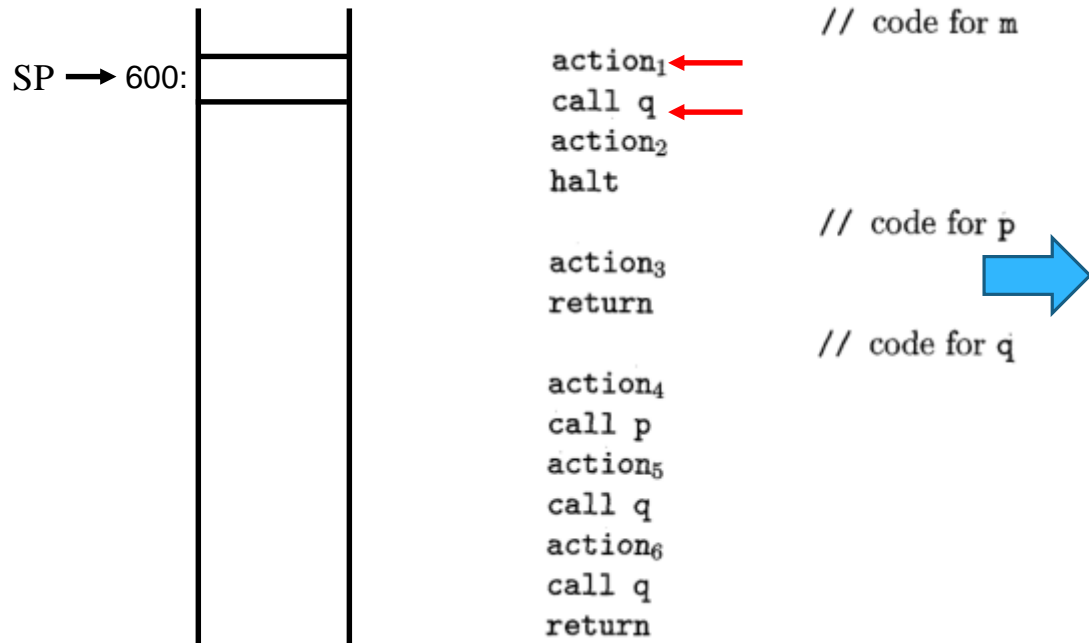 // code for m
SP 600:
action₁
call q
action₂
halt
// code for p
action₃
return
// code for q
action₄
call p
action₅
call q
action₆
call q
return